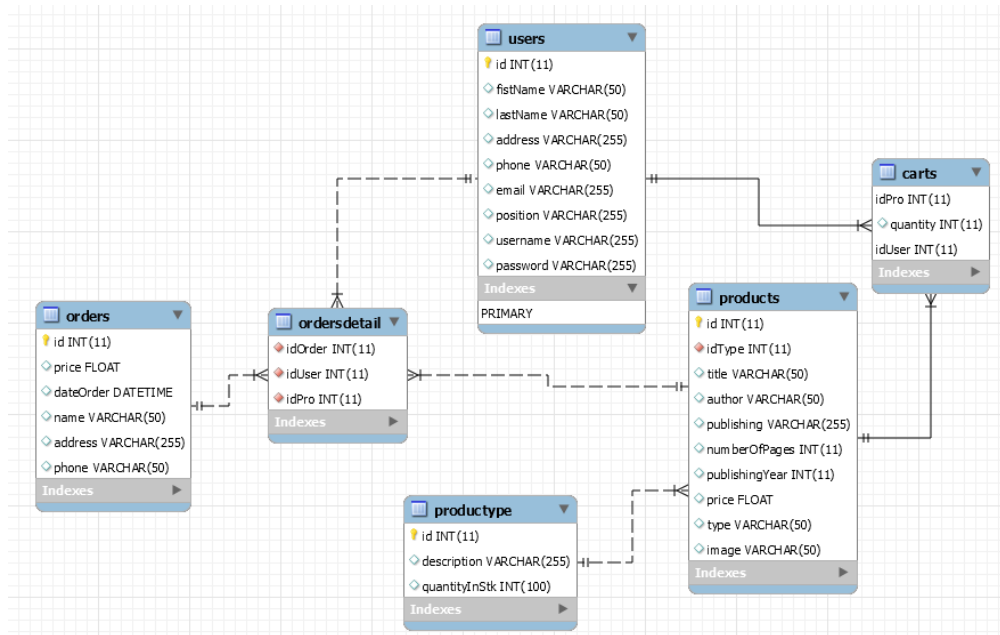 users
id INT(11)
fistName VARCHAR(50)
lastName VARCHAR(50)
address VARCHAR(255)
phone VARCHAR(50)
email VARCHAR(255)
position VARCHAR(255)
username VARCHAR(255)
password VARCHAR(255)
Indexes
PRIMARY
carts
idPro INT(11)
quantity INT(11)
idUser INT(11)
Indexes
orders
id INT(11)
price FLOAT
dateOrder DATETIME
name VARCHAR(50)
address VARCHAR(255)
phone VARCHAR(50)
Indexes
ordersdetail
idOrder INT(11)
idUser INT(11)
idPro INT(11)
Indexes
products
id INT(11)
idType INT(11)
title VARCHAR(50)
author VARCHAR(50)
publishing VARCHAR(255)
numberOfPages INT(11)
publishingYear INT(11)
price FLOAT
type VARCHAR(50)
image VARCHAR(50)
Indexes
productype
id INT(11)
description VARCHAR(255)
quantityInStk INT(100)
Indexes